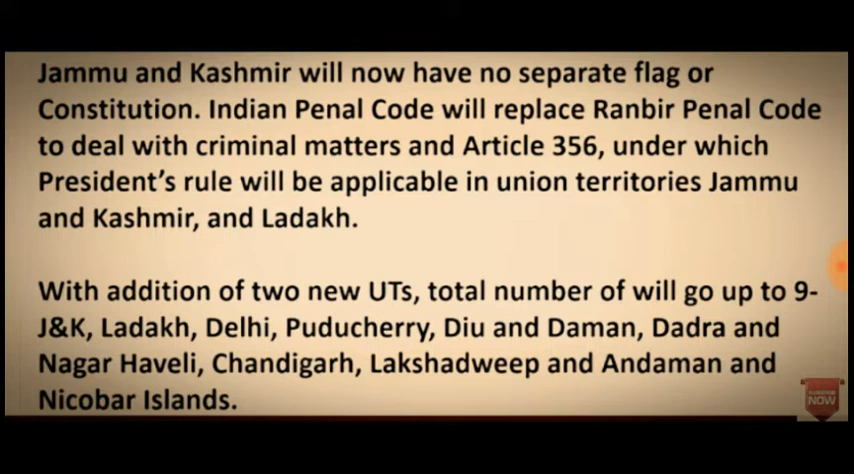 Jammu and Kashmir will now have no separate flag or
Constitution. Indian Penal Code will replace Ranbir Penal Code
to deal with criminal matters and Article 356, under which
President's rule will be applicable in union territories Jammu
and Kashmir, and Ladakh.
With addition of two new UTs, total number of will go up to 9-
J&K, Ladakh, Delhi, Puducherry, Diu and Daman, Dadra and
Nagar Haveli, Chandigarh, Lakshadweep and Andaman and
Nicobar Islands.
NOW